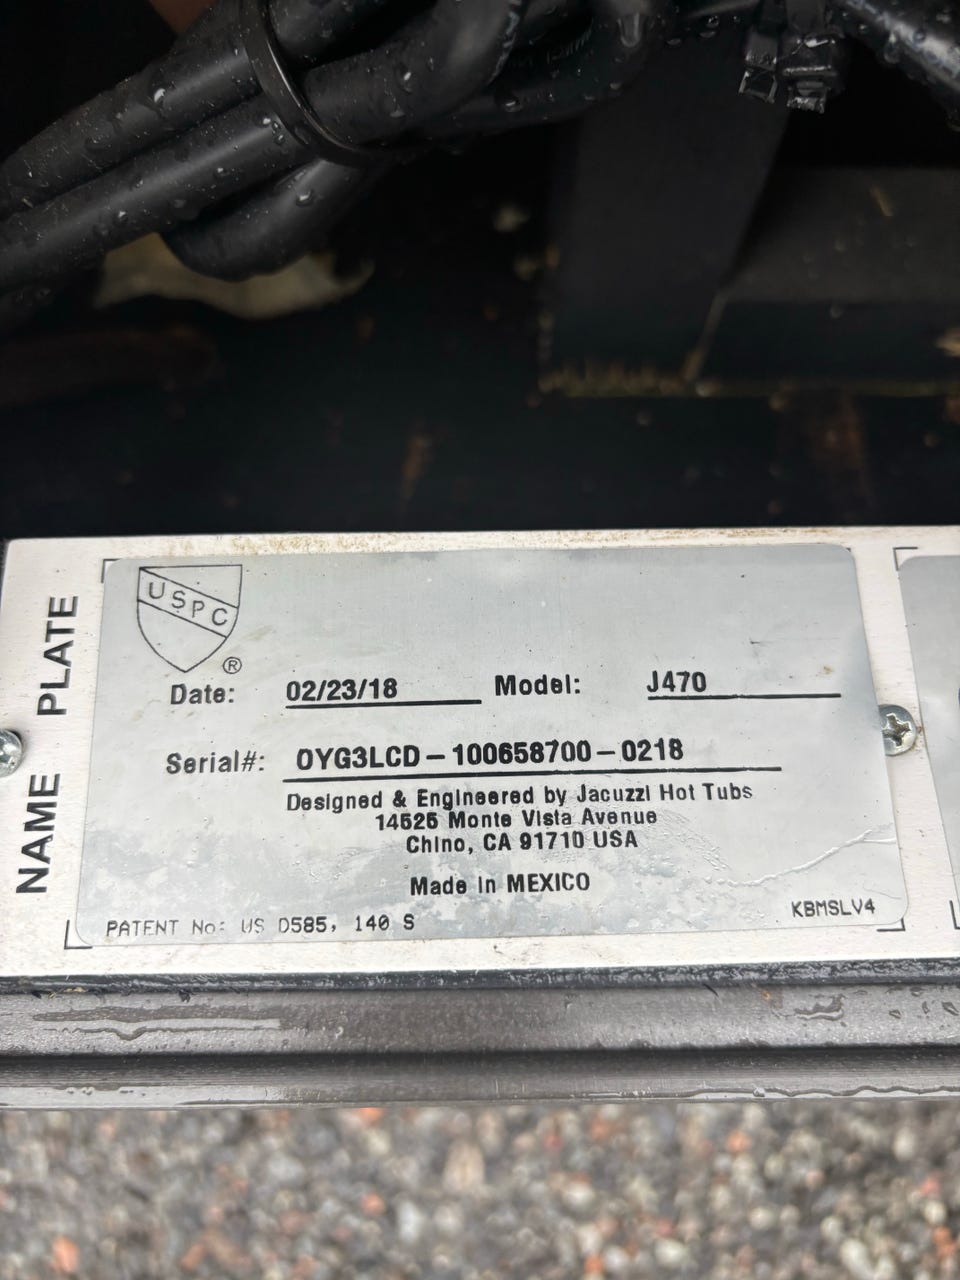 NAME PLATE
USPC
®
Date: 02/23/18 Model: J470
Serial#: OYG3LCD-100658700-0218
Designed & Engineered by Jacuzzi Hot Tubs
14525 Monte Vista Avenue
Chino, CA 91710 USA
Made in MEXICO
PATENT No: US D585, 140 S
KBMSLV4